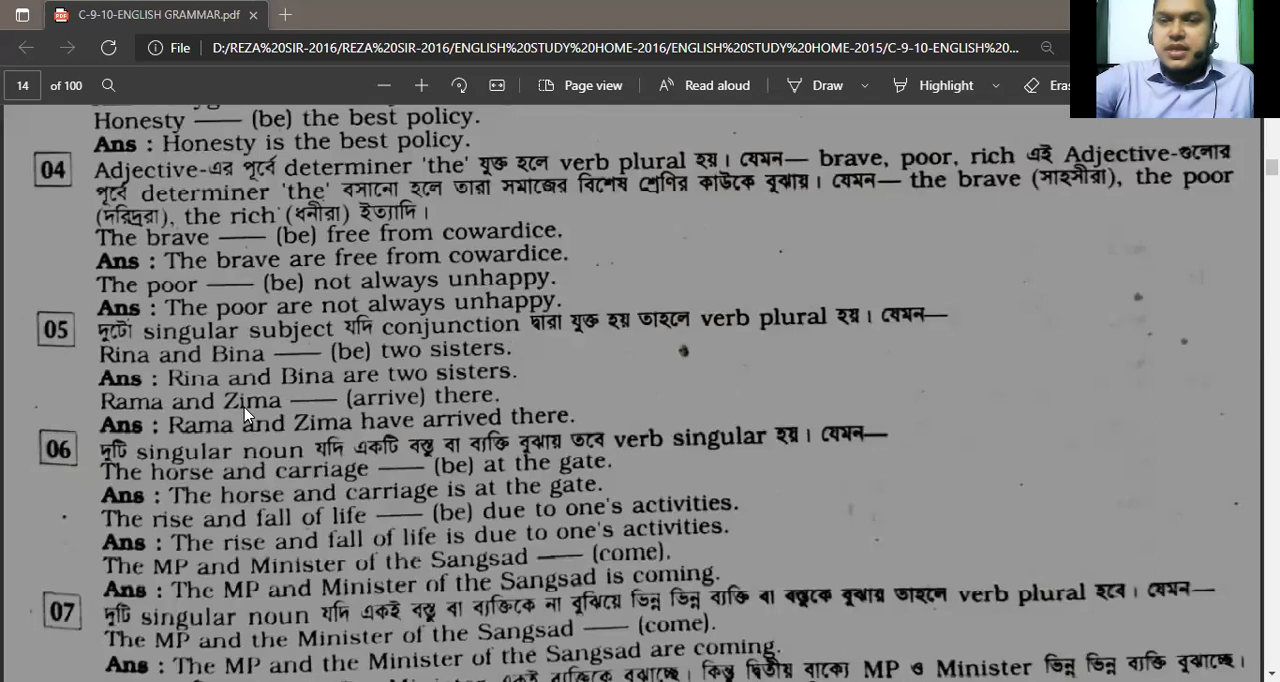 C-9-10-ENGLISH GRAMMAR.pdf
File D:/REZA%20SIR-2016/REZA%20SIR-2016/ENGLISH%20STUDY%20HOME-2016/ENGLISH%20STUDY%20HOME-2015/C-9-10-ENGLISH%20...
14 of 100 Page view Read aloud Draw Highlight Eras
Honesty —— (be) the best policy.
Ans : Honesty is the best policy.
04 Adjective-এর পূর্বে determiner 'the' যুক্ত হলে verb plural হয়। যেমন— brave, poor, rich এই Adjective-গুলোর
পূর্বে determiner 'the' বসানো হলে তারা সমাজের বিশেষ শ্রেণির কাউকে বুঝায়। যেমন— the brave (সাহসীরা), the poor
(দরিদ্ররা), the rich (ধনীরা) ইত্যাদি।
The brave —— (be) free from cowardice.
Ans : The brave are free from cowardice.
The poor —— (be) not always unhappy.
Ans : The poor are not always unhappy.
05 দুটো singular subject যদি conjunction দ্বারা যুক্ত হয় তাহলে verb plural হয়। যেমন—
Rina and Bina —— (be) two sisters.
Ans : Rina and Bina are two sisters.
Rama and Zima —— (arrive) there.
Ans : Rama and Zima have arrived there.
06 দুটি singular noun যদি একটি বস্তু বা ব্যক্তি বুঝায় তবে verb singular হয়। যেমন—
The horse and carriage —— (be) at the gate.
Ans : The horse and carriage is at the gate.
The rise and fall of life —— (be) due to one's activities.
Ans : The rise and fall of life is due to one's activities.
The MP and Minister of the Sangsad —— (come).
Ans : The MP and Minister of the Sangsad is coming.
07 দুটি singular noun যদি একই বস্তু বা ব্যক্তিকে না বুঝিয়ে ভিন্ন ভিন্ন ব্যক্তি বা বস্তুকে বুঝায় তাহলে verb plural হবে। যেমন—
The MP and the Minister of the Sangsad —— (come).
Ans : The MP and the Minister of the Sangsad are coming.
একই ব্যক্তিকে বুঝাচ্ছে। কিন্তু দ্বিতীয় বাক্যে MP ও Minister ভিন্ন ভিন্ন ব্যক্তি বুঝাচ্ছে।